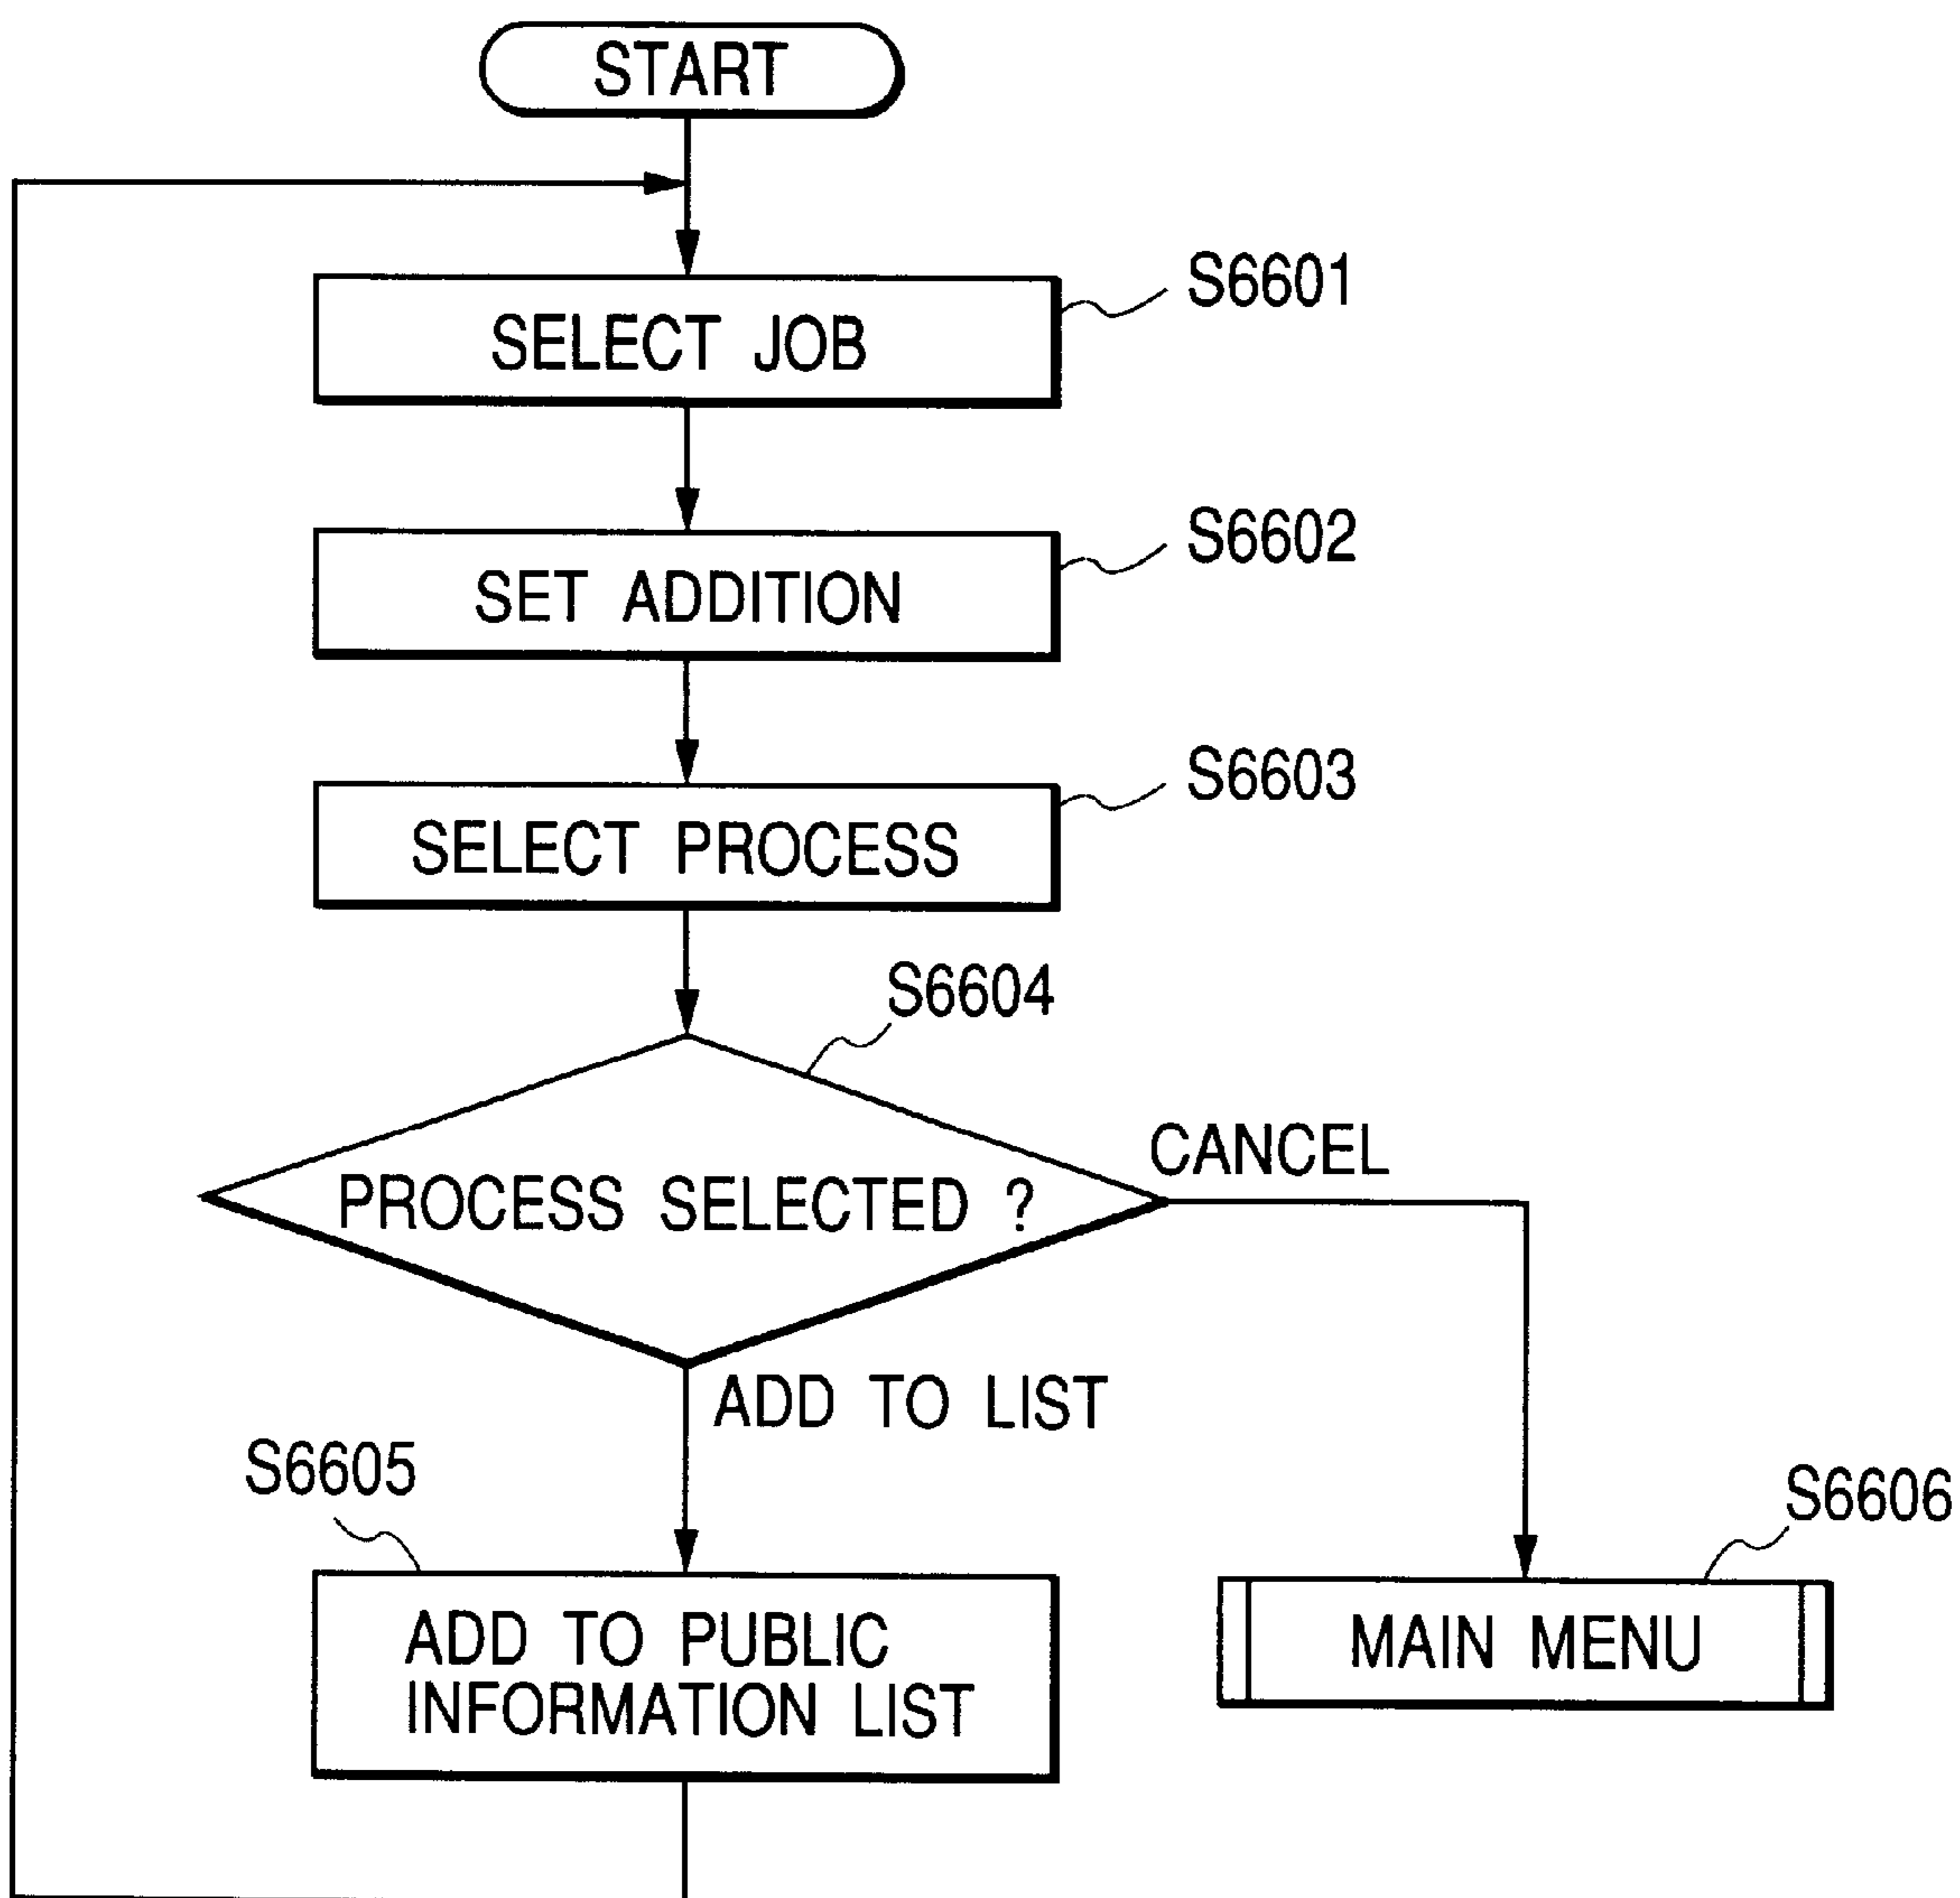 START
S6601
SELECT JOB
S6602
SET ADDITION
S6603
SELECT PROCESS
S6604
CANCEL
PROCESS SELECTED ?
ADD TO LIST
S6605
S6606
ADD TO PUBLIC
INFORMATION LIST
MAIN MENU